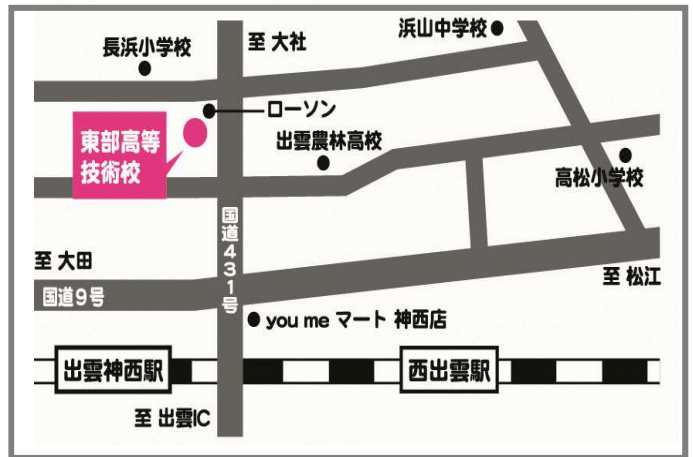 浜山中学校
長浜小学校
至 大社
ローソン
東部高等
技術校
出雲農林高校
高松小学校
国道431号
至 大田
国道9号
至 松江
you me マート 神西店
出雲神西駅
西出雲駅
至 出雲IC